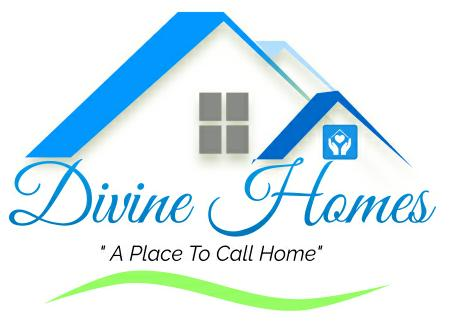 Divine Homes
" A Place To Call Home"